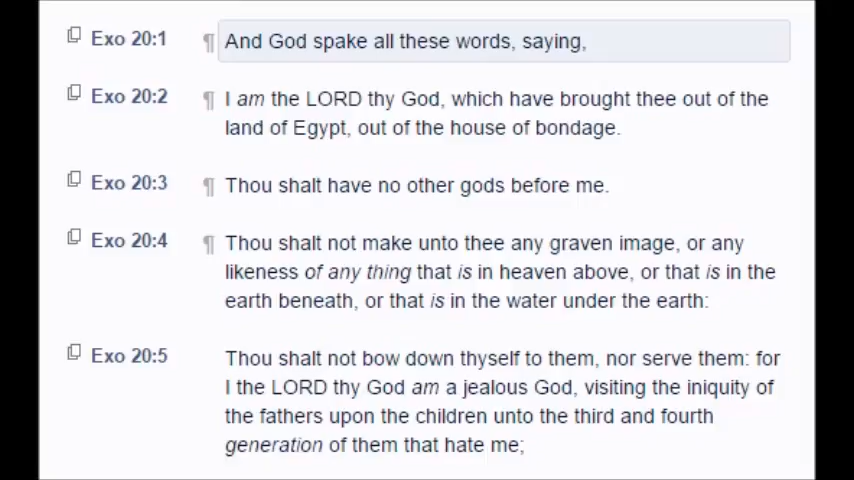 Exo 20:1 ¶ And God spake all these words, saying,
Exo 20:2 ¶ I am the LORD thy God, which have brought thee out of the
land of Egypt, out of the house of bondage.
Exo 20:3 ¶ Thou shalt have no other gods before me.
Exo 20:4 ¶ Thou shalt not make unto thee any graven image, or any
likeness of any thing that is in heaven above, or that is in the
earth beneath, or that is in the water under the earth:
Exo 20:5 Thou shalt not bow down thyself to them, nor serve them: for
I the LORD thy God am a jealous God, visiting the iniquity of
the fathers upon the children unto the third and fourth
generation of them that hate me;